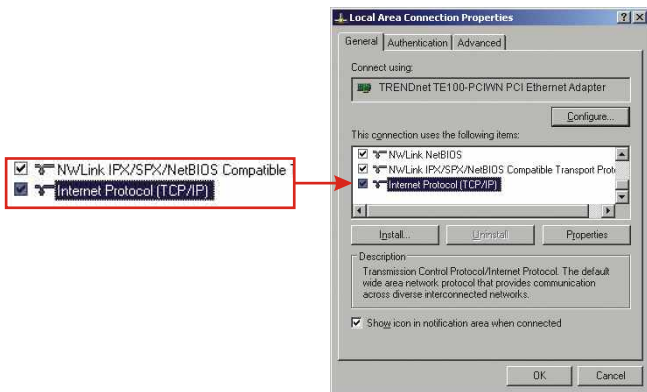 NWLink IPX/SPX/NetBIOS Compatible T
Internet Protocol (TCP/IP)
Local Area Connection Properties
General Authentication Advanced
Connect using:
TRENDnet TE100-PCIWN PCI Ethernet Adapter
Configure...
This connection uses the following items:
NWLink NetBIOS
NWLink IPX/SPX/NetBIOS Compatible Transport Prot
Internet Protocol (TCP/IP)
Install... Uninstall Properties
Description
Transmission Control Protocol/Internet Protocol. The default
wide area network protocol that provides communication
across diverse interconnected networks.
Show icon in notification area when connected
OK Cancel